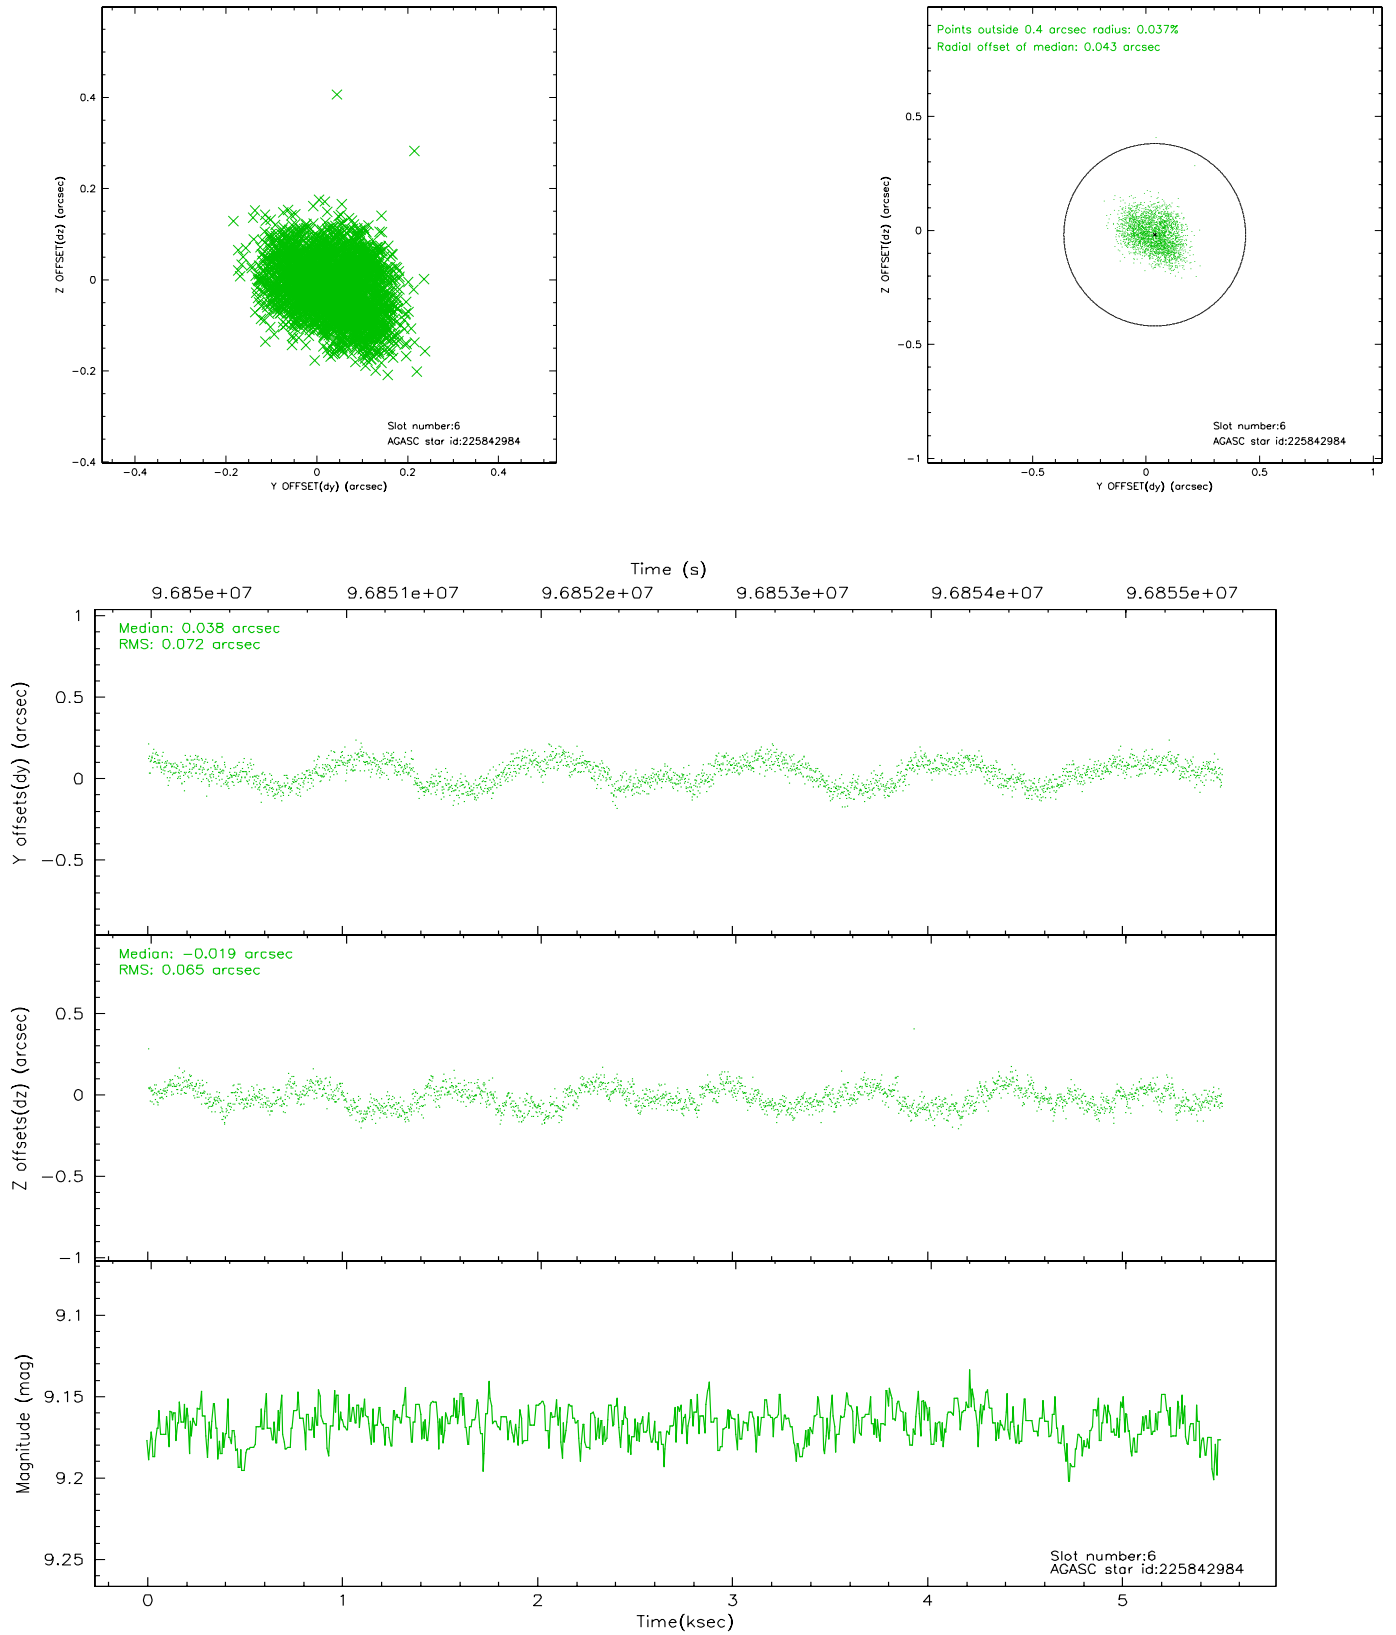 0.4
0.2
0
−0.2
−0.4
Z OFFSET(dz) (arcsec)
Slot number:6
AGASC star id:225842984
−0.4
−0.2
0
0.2
0.4
Y OFFSET(dy) (arcsec)
Points outside 0.4 arcsec radius: 0.037%
Radial offset of median: 0.043 arcsec
0.5
0
−0.5
−1
Z OFFSET(dz) (arcsec)
Slot number:6
AGASC star id:225842984
−0.5
0
0.5
1
Y OFFSET(dy) (arcsec)
Time (s)
9.685e+07
9.6851e+07
9.6852e+07
9.6853e+07
9.6854e+07
9.6855e+07
Median: 0.038 arcsec
RMS: 0.072 arcsec
1
0.5
0
−0.5
Y offsets(dy) (arcsec)
Median: −0.019 arcsec
RMS: 0.065 arcsec
0.5
0
−0.5
−1
Z offsets(dz) (arcsec)
9.1
9.15
9.2
9.25
Magnitude (mag)
Slot number:6
AGASC star id:225842984
0
1
2
3
4
5
Time(ksec)